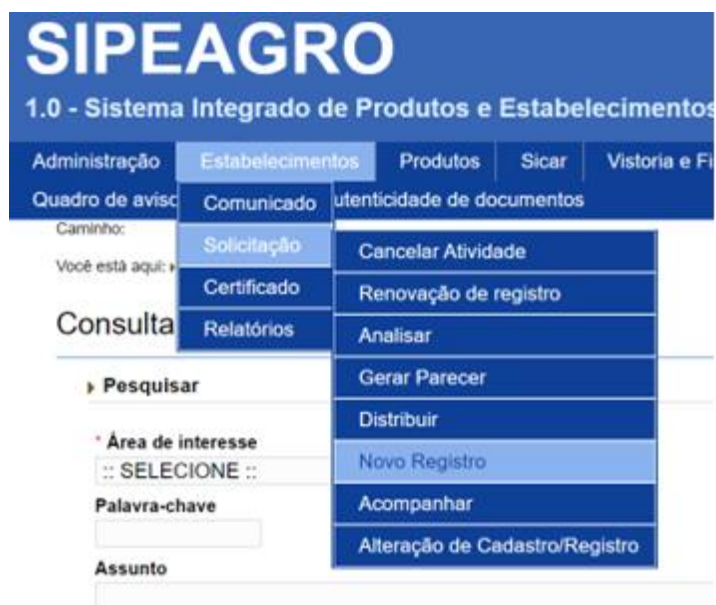 SIPEAGRO
1.0 - Sistema Integrado de Produtos e Estabelecimentos
Administração Estabelecimentos Produtos Sicar Vistoria e Fi
Quadro de aviso utenticidade de documentos
Comunicado
Solicitação
Certificado
Relatórios
Cancelar Atividade
Renovação de registro
Analisar
Gerar Parecer
Distribuir
Novo Registro
Acompanhar
Alteração de Cadastro/Registro
Caminho:
Você está aqui:
Consulta
Pesquisar
* Área de interesse
:: SELECIONE ::
Palavra-chave
Assunto